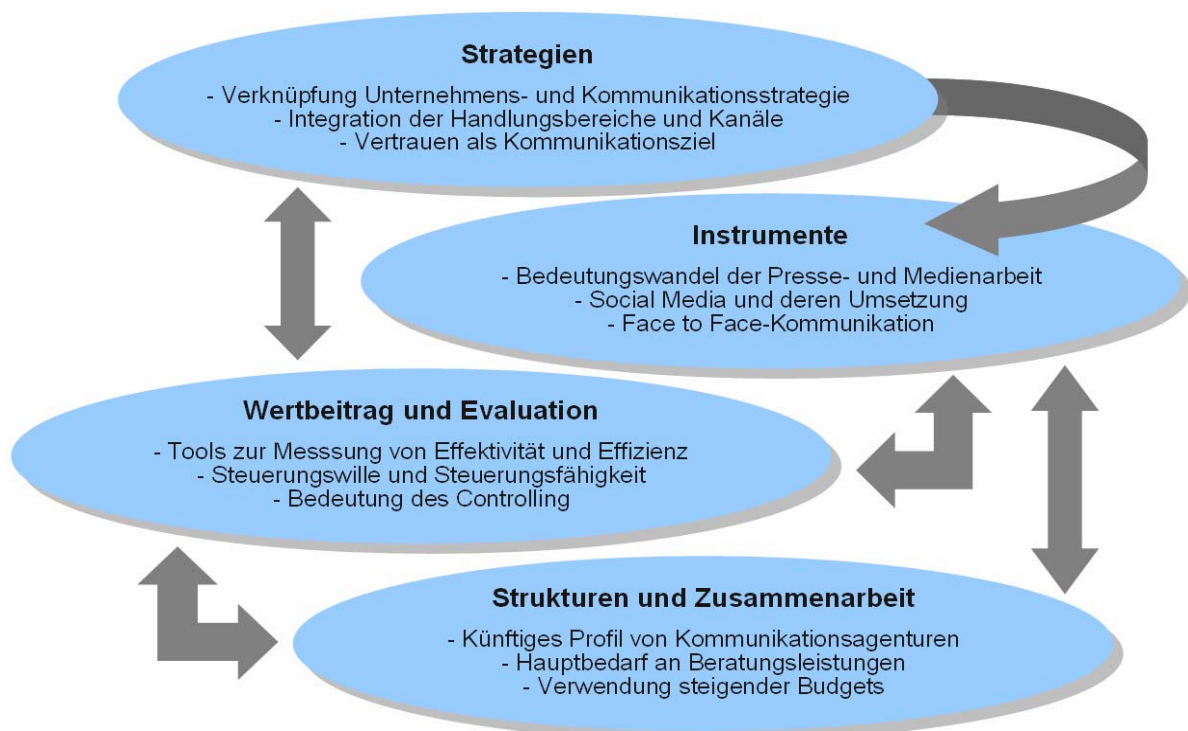 Strategien
- Verknüpfung Unternehmens- und Kommunikationsstrategie
- Integration der Handlungsbereiche und Kanäle
- Vertrauen als Kommunikationsziel
Instrumente
- Bedeutungswandel der Presse- und Medienarbeit
- Social Media und deren Umsetzung
- Face to Face-Kommunikation
Wertbeitrag und Evaluation
- Tools zur Messsung von Effektivität und Effizienz
- Steuerungswille und Steuerungsfähigkeit
- Bedeutung des Controlling
Strukturen und Zusammenarbeit
- Künftiges Profil von Kommunikationsagenturen
- Hauptbedarf an Beratungsleistungen
- Verwendung steigender Budgets